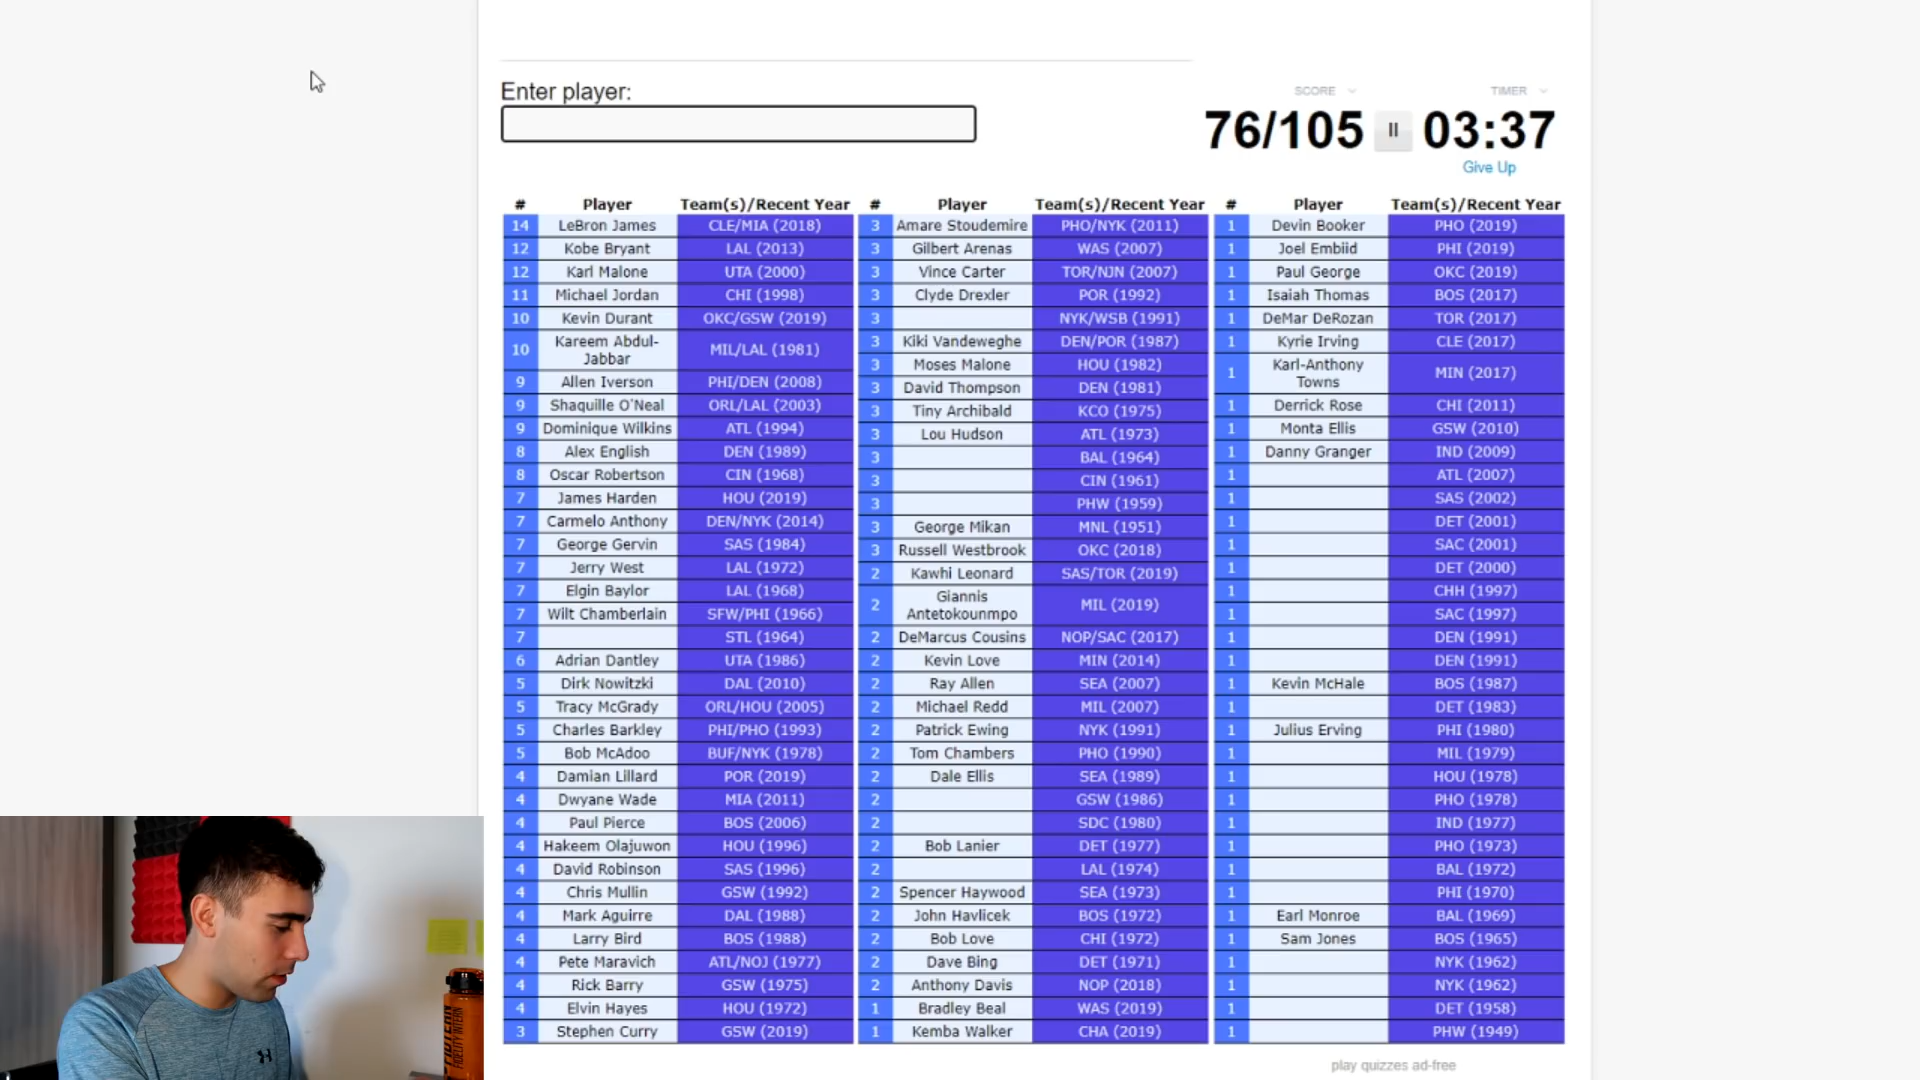 Enter player:
SCORE
TIMER
76/105
03:37
Give Up
# Player Team(s)/Recent Year # Player Team(s)/Recent Year # Player Team(s)/Recent Year
14 LeBron James CLE/MIA (2018)
12 Kobe Bryant LAL (2013)
12 Karl Malone UTA (2000)
11 Michael Jordan CHI (1998)
10 Kevin Durant OKC/GSW (2019)
10 Kareem Abdul-
Jabbar MIL/LAL (1981)
9 Allen Iverson PHI/DEN (2008)
9 Shaquille O'Neal ORL/LAL (2003)
9 Dominique Wilkins ATL (1994)
8 Alex English DEN (1989)
8 Oscar Robertson CIN (1968)
7 James Harden HOU (2019)
7 Carmelo Anthony DEN/NYK (2014)
7 George Gervin SAS (1984)
7 Jerry West LAL (1972)
7 Elgin Baylor LAL (1968)
7 Wilt Chamberlain SFW/PHI (1966)
7 STL (1964)
6 Adrian Dantley UTA (1986)
5 Dirk Nowitzki DAL (2010)
5 Tracy McGrady ORL/HOU (2005)
5 Charles Barkley PHI/PHO (1993)
5 Bob McAdoo BUF/NYK (1978)
4 Damian Lillard POR (2019)
4 Dwyane Wade MIA (2011)
4 Paul Pierce BOS (2006)
4 Hakeem Olajuwon HOU (1996)
4 David Robinson SAS (1996)
4 Chris Mullin GSW (1992)
4 Mark Aguirre DAL (1988)
4 Larry Bird BOS (1988)
4 Pete Maravich ATL/NOJ (1977)
4 Rick Barry GSW (1975)
4 Elvin Hayes HOU (1972)
3 Stephen Curry GSW (2019)
3 Amare Stoudemire PHO/NYK (2011)
3 Gilbert Arenas WAS (2007)
3 Vince Carter TOR/NJN (2007)
3 Clyde Drexler POR (1992)
3 NYK/WSB (1991)
3 Kiki Vandeweghe DEN/POR (1987)
3 Moses Malone HOU (1982)
3 David Thompson DEN (1981)
3 Tiny Archibald KCO (1975)
3 Lou Hudson ATL (1973)
3 BAL (1964)
3 CIN (1961)
3 PHW (1959)
3 George Mikan MNL (1951)
3 Russell Westbrook OKC (2018)
2 Kawhi Leonard SAS/TOR (2019)
2 Giannis
Antetokounmpo MIL (2019)
2 DeMarcus Cousins NOP/SAC (2017)
2 Kevin Love MIN (2014)
2 Ray Allen SEA (2007)
2 Michael Redd MIL (2007)
2 Patrick Ewing NYK (1991)
2 Tom Chambers PHO (1990)
2 Dale Ellis SEA (1989)
2 GSW (1986)
2 SDC (1980)
2 Bob Lanier DET (1977)
2 LAL (1974)
2 Spencer Haywood SEA (1973)
2 John Havlicek BOS (1972)
2 Bob Love CHI (1972)
2 Dave Bing DET (1971)
2 Anthony Davis NOP (2018)
1 Bradley Beal WAS (2019)
1 Kemba Walker CHA (2019)
1 Devin Booker PHO (2019)
1 Joel Embiid PHI (2019)
1 Paul George OKC (2019)
1 Isaiah Thomas BOS (2017)
1 DeMar DeRozan TOR (2017)
1 Kyrie Irving CLE (2017)
1 Karl-Anthony
Towns MIN (2017)
1 Derrick Rose CHI (2011)
1 Monta Ellis GSW (2010)
1 Danny Granger IND (2009)
1 ATL (2007)
1 SAS (2002)
1 DET (2001)
1 SAC (2001)
1 DET (2000)
1 CHH (1997)
1 SAC (1997)
1 DEN (1991)
1 DEN (1991)
1 Kevin McHale BOS (1987)
1 DET (1983)
1 Julius Erving PHI (1980)
1 MIL (1979)
1 HOU (1978)
1 PHO (1978)
1 IND (1977)
1 PHO (1973)
1 BAL (1972)
1 PHI (1970)
1 Earl Monroe BAL (1969)
1 Sam Jones BOS (1965)
1 NYK (1962)
1 NYK (1962)
1 DET (1958)
1 PHW (1949)
play quizzes ad-free